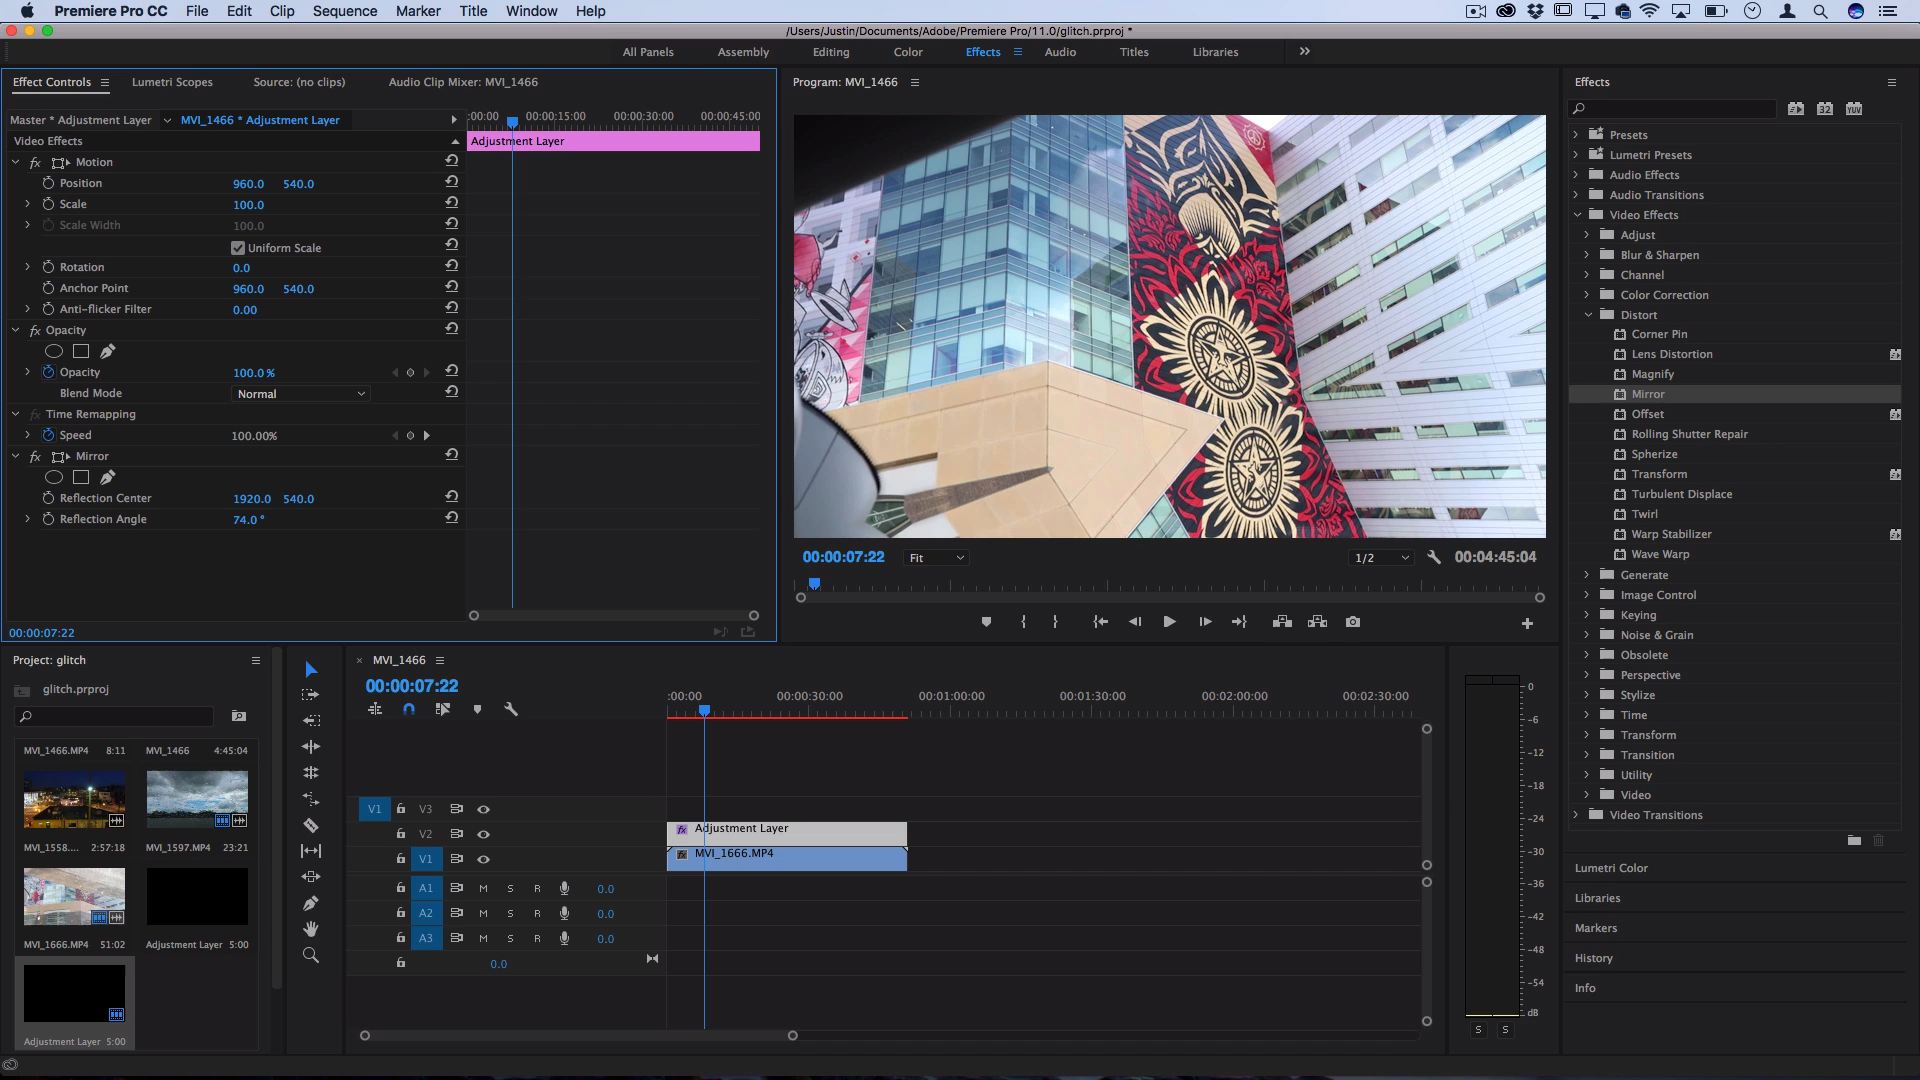 Premiere Pro CC File Edit Clip Sequence Marker Title Window Help
/Users/Justin/Documents/Adobe/Premiere Pro/11.0/glitch.prproj *
All Panels Assembly Editing Color Effects Audio Titles Libraries
Effect Controls Lumetri Scopes Source: (no clips) Audio Clip Mixer: MVI_1466
Master * Adjustment Layer MVI_1466 * Adjustment Layer
:00:00 00:00:15:00 00:00:30:00 00:00:45:00
Video Effects
Adjustment Layer
fx Motion
Position 960.0 540.0
Scale 100.0
Scale Width 100.0
Uniform Scale
Rotation 0.0
Anchor Point 960.0 540.0
Anti-flicker Filter 0.00
fx Opacity
Opacity 100.0 %
Blend Mode Normal
fx Time Remapping
Speed 100.00%
fx Mirror
Reflection Center 1920.0 540.0
Reflection Angle 74.0 °
00:00:07:22
Program: MVI_1466
00:00:07:22 Fit 1/2 00:04:45:04
Effects
32 YUV
Presets
Lumetri Presets
Audio Effects
Audio Transitions
Video Effects
Adjust
Blur & Sharpen
Channel
Color Correction
Distort
Corner Pin
Lens Distortion
Magnify
Mirror
Offset
Rolling Shutter Repair
Spherize
Transform
Turbulent Displace
Twirl
Warp Stabilizer
Wave Warp
Generate
Image Control
Keying
Noise & Grain
Obsolete
Perspective
Stylize
Time
Transform
Transition
Utility
Video
Video Transitions
Lumetri Color
Libraries
Markers
History
Info
Project: glitch
glitch.prproj
MVI_1466.MP4 8:11 MVI_1466 4:45:04
MVI_1558.... 2:57:18 MVI_1597.MP4 23:21
MVI_1666.MP4 51:02 Adjustment Layer 5:00
Adjustment Layer 5:00
× MVI_1466
00:00:07:22
:00:00 00:00:30:00 00:01:00:00 00:01:30:00 00:02:00:00 00:02:30:00
V1 V3
V2
fx Adjustment Layer
V1
fx MVI_1666.MP4
A1 M S R 0.0
A2 M S R 0.0
A3 M S R 0.0
0.0
0
-6
-12
-18
-24
-30
-36
-42
-48
-54
dB
S S